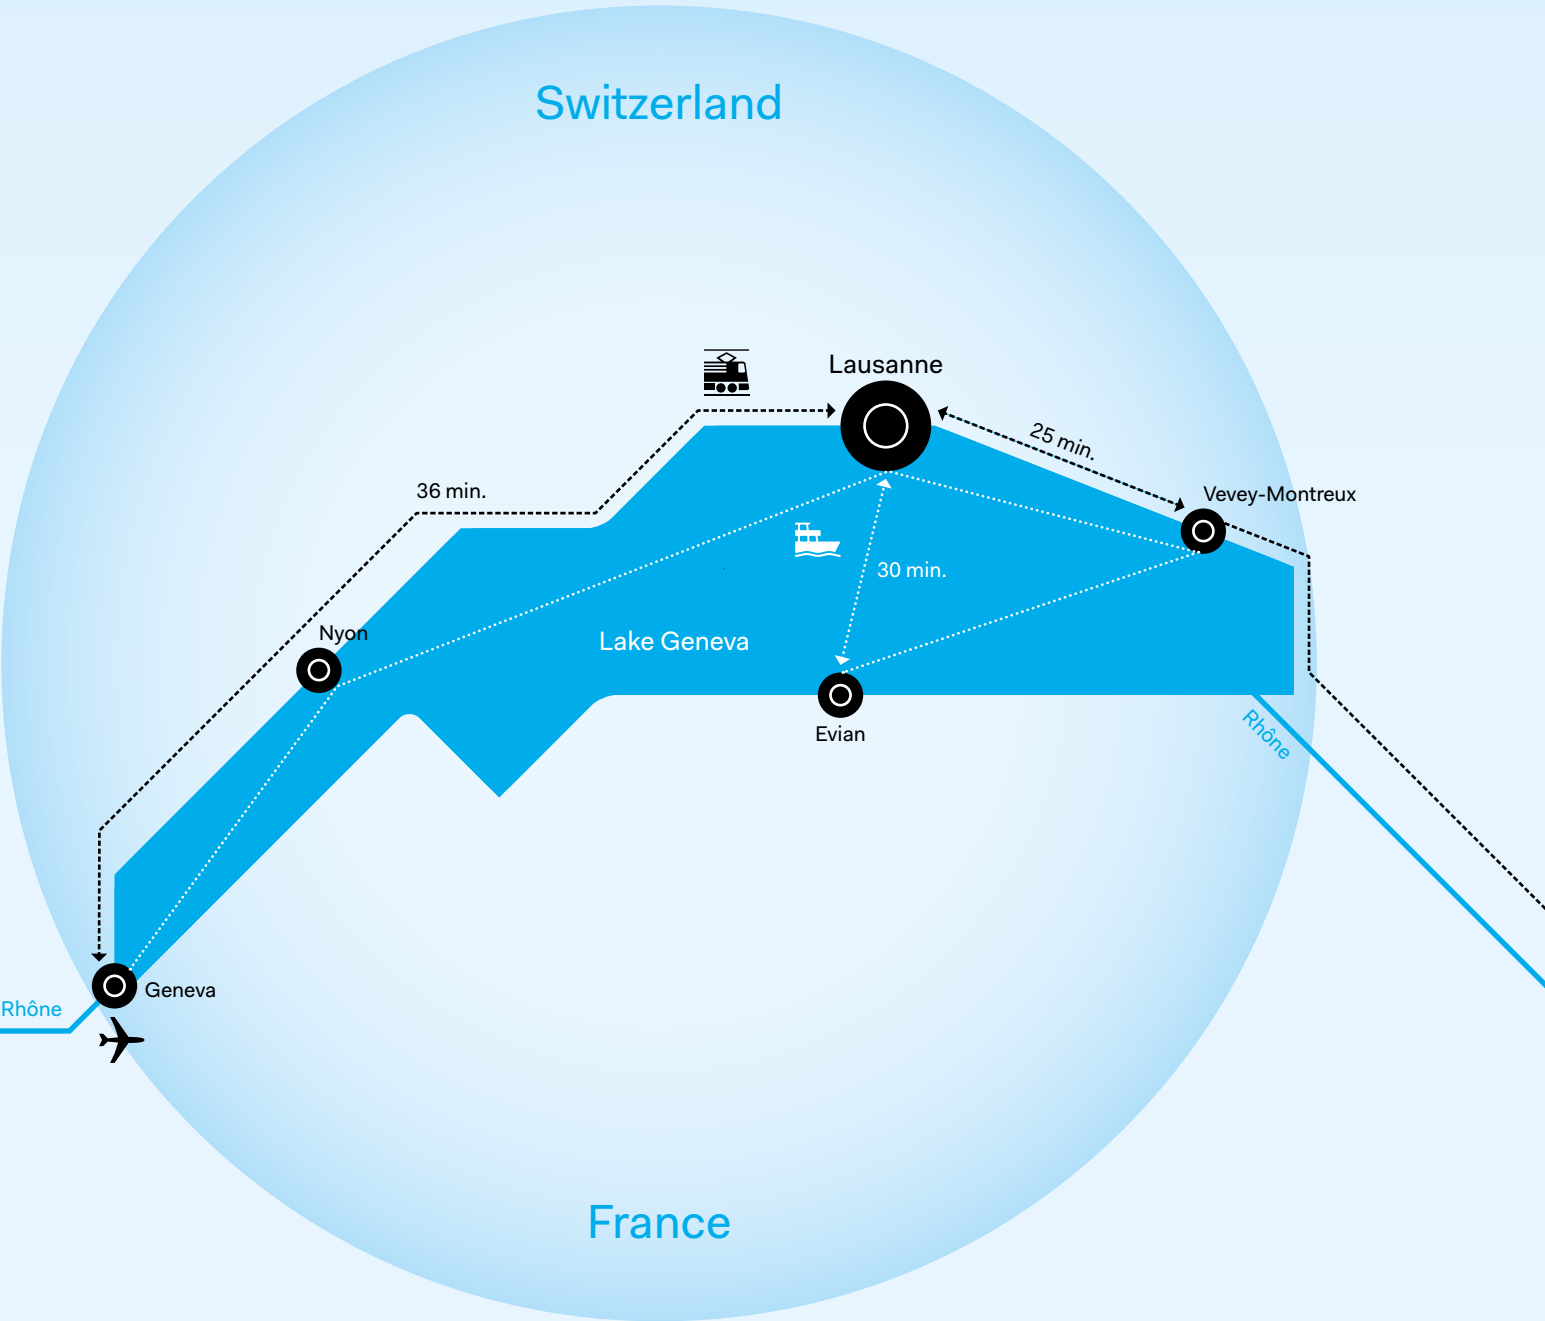 Switzerland
Lausanne
25 min.
36 min.
Vevey-Montreux
30 min.
Nyon
Lake Geneva
Evian
Rhône
Geneva
Rhône
France